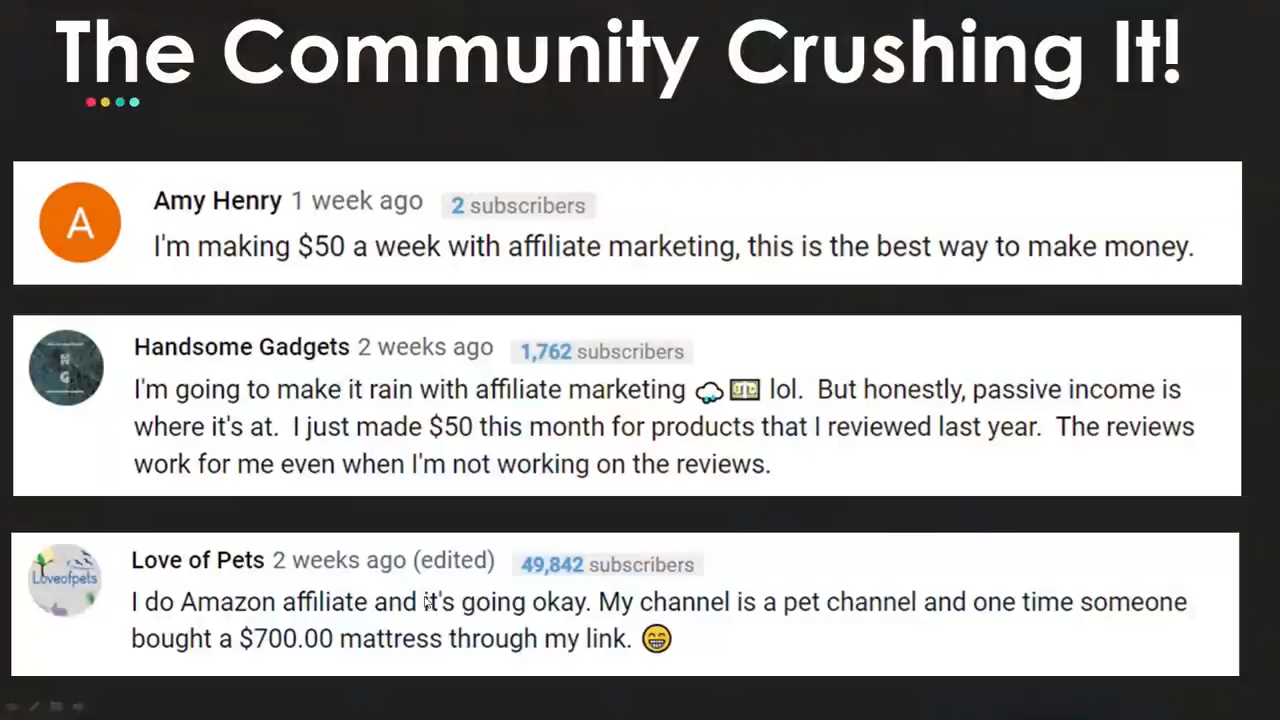 The Community Crushing It!
A
Amy Henry 1 week ago 2 subscribers
I'm making $50 a week with affiliate marketing, this is the best way to make money.
Handsome Gadgets 2 weeks ago 1,762 subscribers
I'm going to make it rain with affiliate marketing 🌧️💵 lol. But honestly, passive income is
where it's at. I just made $50 this month for products that I reviewed last year. The reviews
work for me even when I'm not working on the reviews.
Love of Pets 2 weeks ago (edited) 49,842 subscribers
Loveofpets
I do Amazon affiliate and it's going okay. My channel is a pet channel and one time someone
bought a $700.00 mattress through my link. 😁